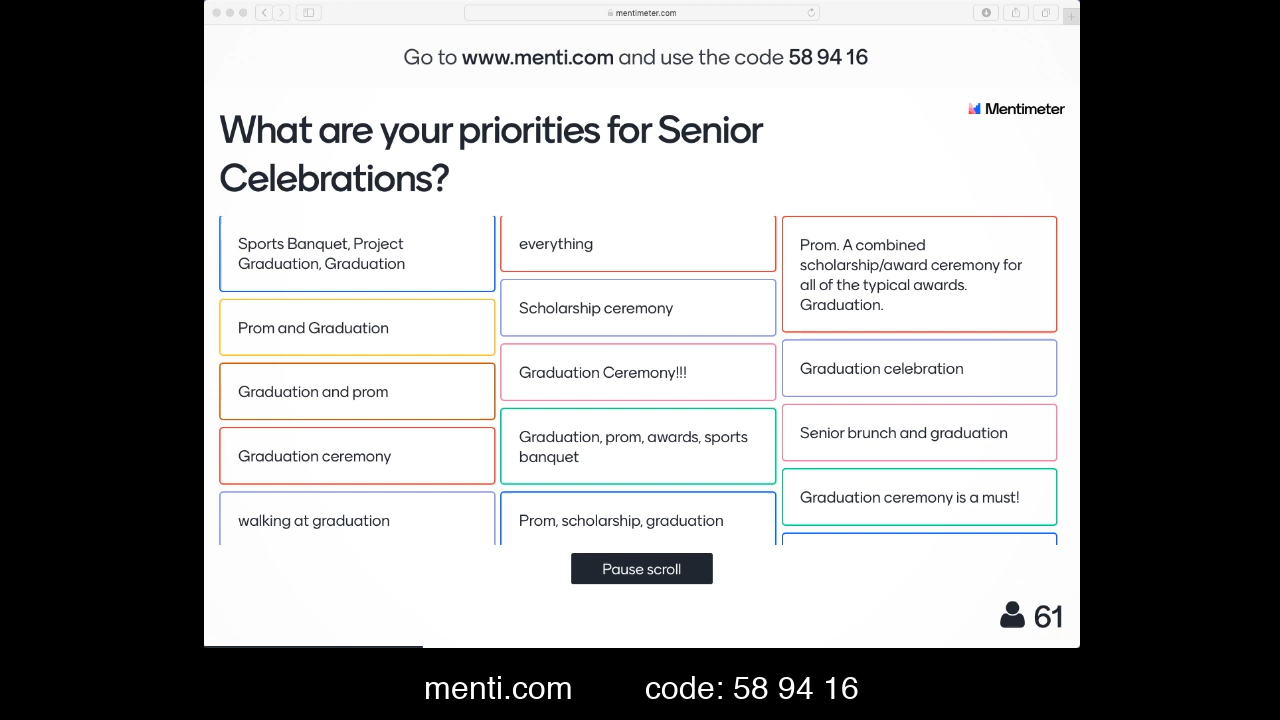 mentimeter.com
Go to www.menti.com and use the code 58 94 16
Mentimeter
What are your priorities for Senior
Celebrations?
Sports Banquet, Project
Graduation, Graduation
Prom and Graduation
Graduation and prom
Graduation ceremony
walking at graduation
everything
Scholarship ceremony
Graduation Ceremony!!!
Graduation, prom, awards, sports
banquet
Prom, scholarship, graduation
Prom. A combined
scholarship/award ceremony for
all of the typical awards.
Graduation.
Graduation celebration
Senior brunch and graduation
Graduation ceremony is a must!
Pause scroll
61
menti.com code: 58 94 16